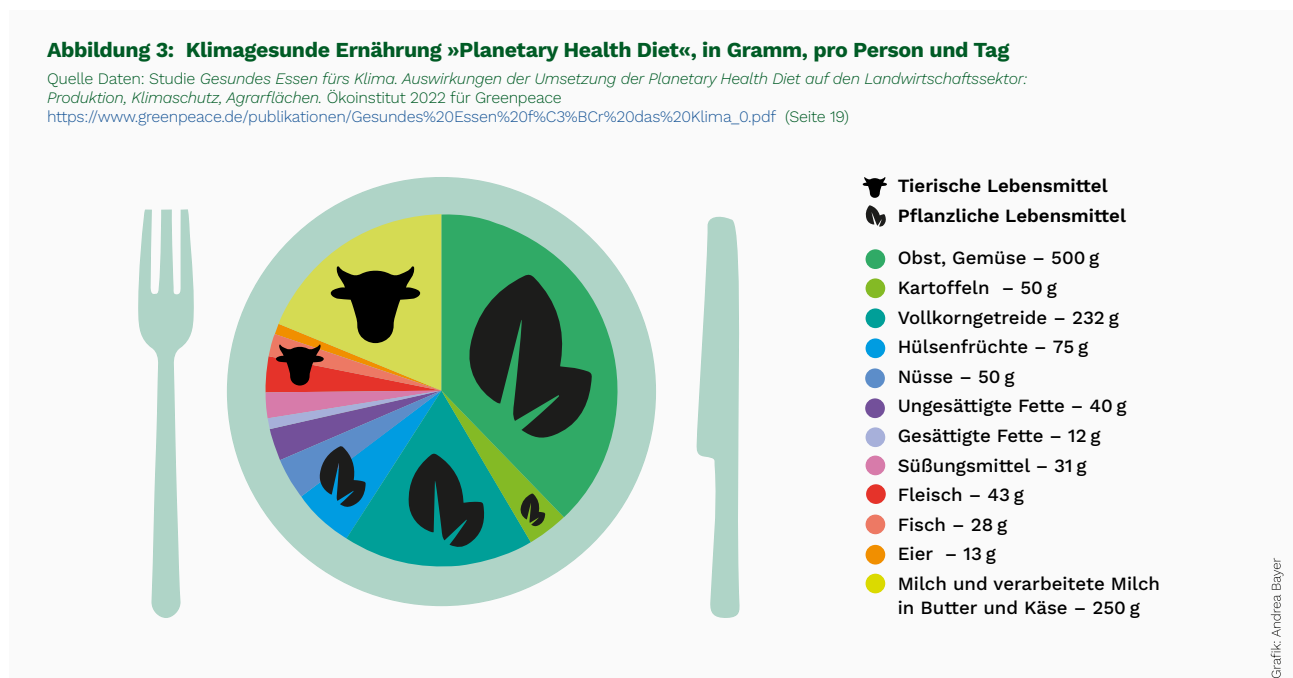 Abbildung 3: Klimagesunde Ernährung »Planetary Health Diet«, in Gramm, pro Person und Tag
Quelle Daten: Studie Gesundes Essen fürs Klima. Auswirkungen der Umsetzung der Planetary Health Diet auf den Landwirtschaftssektor:
Produktion, Klimaschutz, Agrarflächen. Ökoinstitut 2022 für Greenpeace
https://www.greenpeace.de/publikationen/Gesundes%20Essen%20f%C3%BCr%20das%20Klima_0.pdf (Seite 19)
Tierische Lebensmittel
Pflanzliche Lebensmittel
Obst, Gemüse – 500 g
Kartoffeln – 50 g
Vollkorngetreide – 232 g
Hülsenfrüchte – 75 g
Nüsse – 50 g
Ungesättigte Fette – 40 g
Gesättigte Fette – 12 g
Süßungsmittel – 31 g
Fleisch – 43 g
Fisch – 28 g
Eier – 13 g
Milch und verarbeitete Milch
in Butter und Käse – 250 g
Grafik: Andrea Bayer